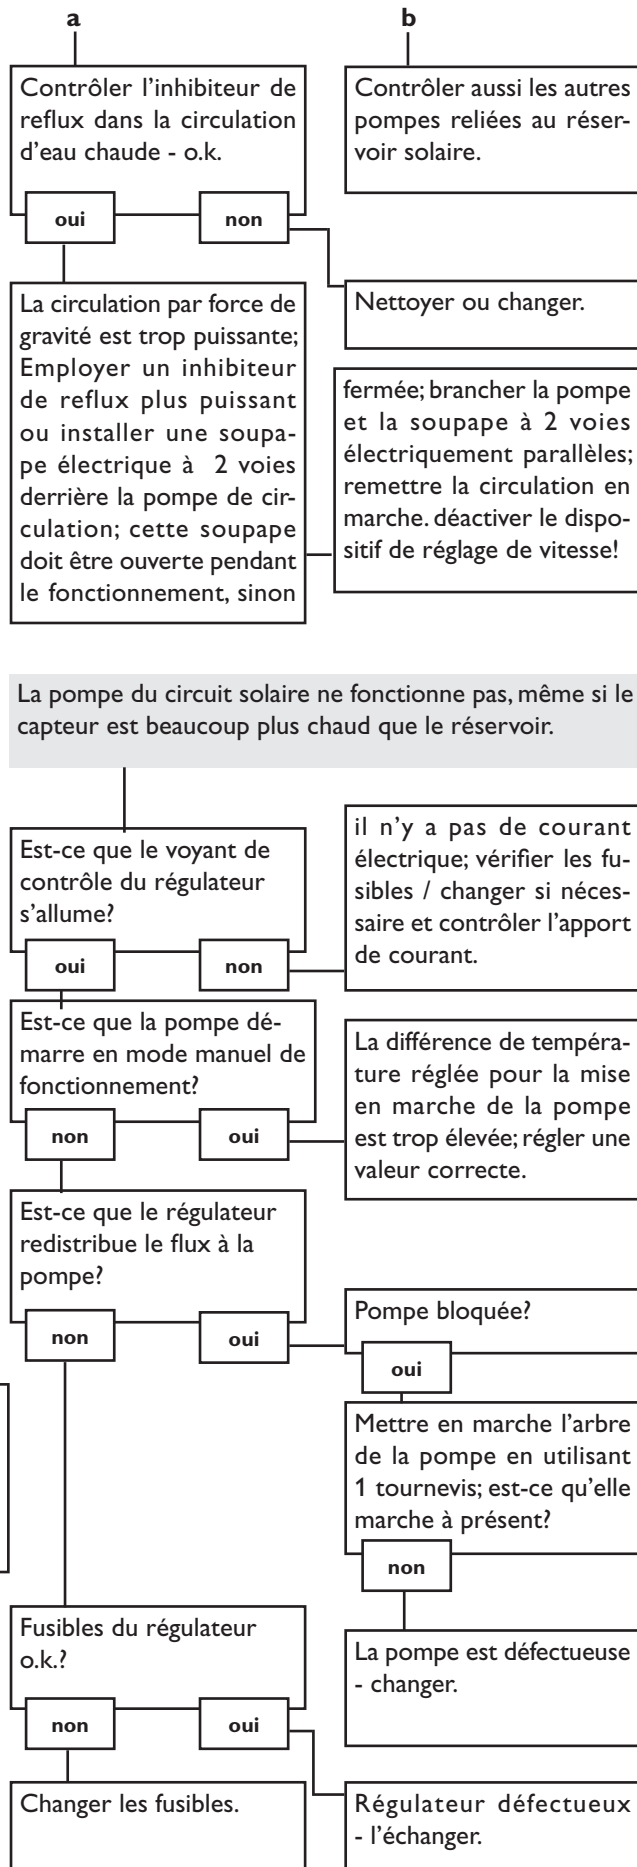 a
b
Contrôler l’inhibiteur de
reflux dans la circulation
d’eau chaude - o.k.
oui
non
Contrôler aussi les autres
pompes reliées au réser-
voir solaire.
La circulation par force de
gravité est trop puissante;
Employer un inhibiteur
de reflux plus puissant
ou installer une soupa-
pe électrique à 2 voies
derrière la pompe de cir-
culation; cette soupape
doit être ouverte pendant
le fonctionnement, sinon
Nettoyer ou changer.
fermée; brancher la pompe
et la soupape à 2 voies
électriquement parallèles;
remettre la circulation en
marche. déactiver le dispo-
sitif de réglage de vitesse!
La pompe du circuit solaire ne fonctionne pas, même si le
capteur est beaucoup plus chaud que le réservoir.
Est-ce que le voyant de
contrôle du régulateur
s’allume?
oui
non
il n’y a pas de courant
électrique; vérifier les fu-
sibles / changer si néces-
saire et contrôler l’apport
de courant.
Est-ce que la pompe dé-
marre en mode manuel de
fonctionnement?
non
oui
La différence de tempéra-
ture réglée pour la mise
en marche de la pompe
est trop élevée; régler une
valeur correcte.
Est-ce que le régulateur
redistribue le flux à la
pompe?
non
oui
Pompe bloquée?
oui
Mettre en marche l’arbre
de la pompe en utilisant
1 tournevis; est-ce qu’elle
marche à présent?
non
La pompe est défectueuse
- changer.
Fusibles du régulateur
o.k.?
non
oui
Changer les fusibles.
Régulateur défectueux
- l’échanger.